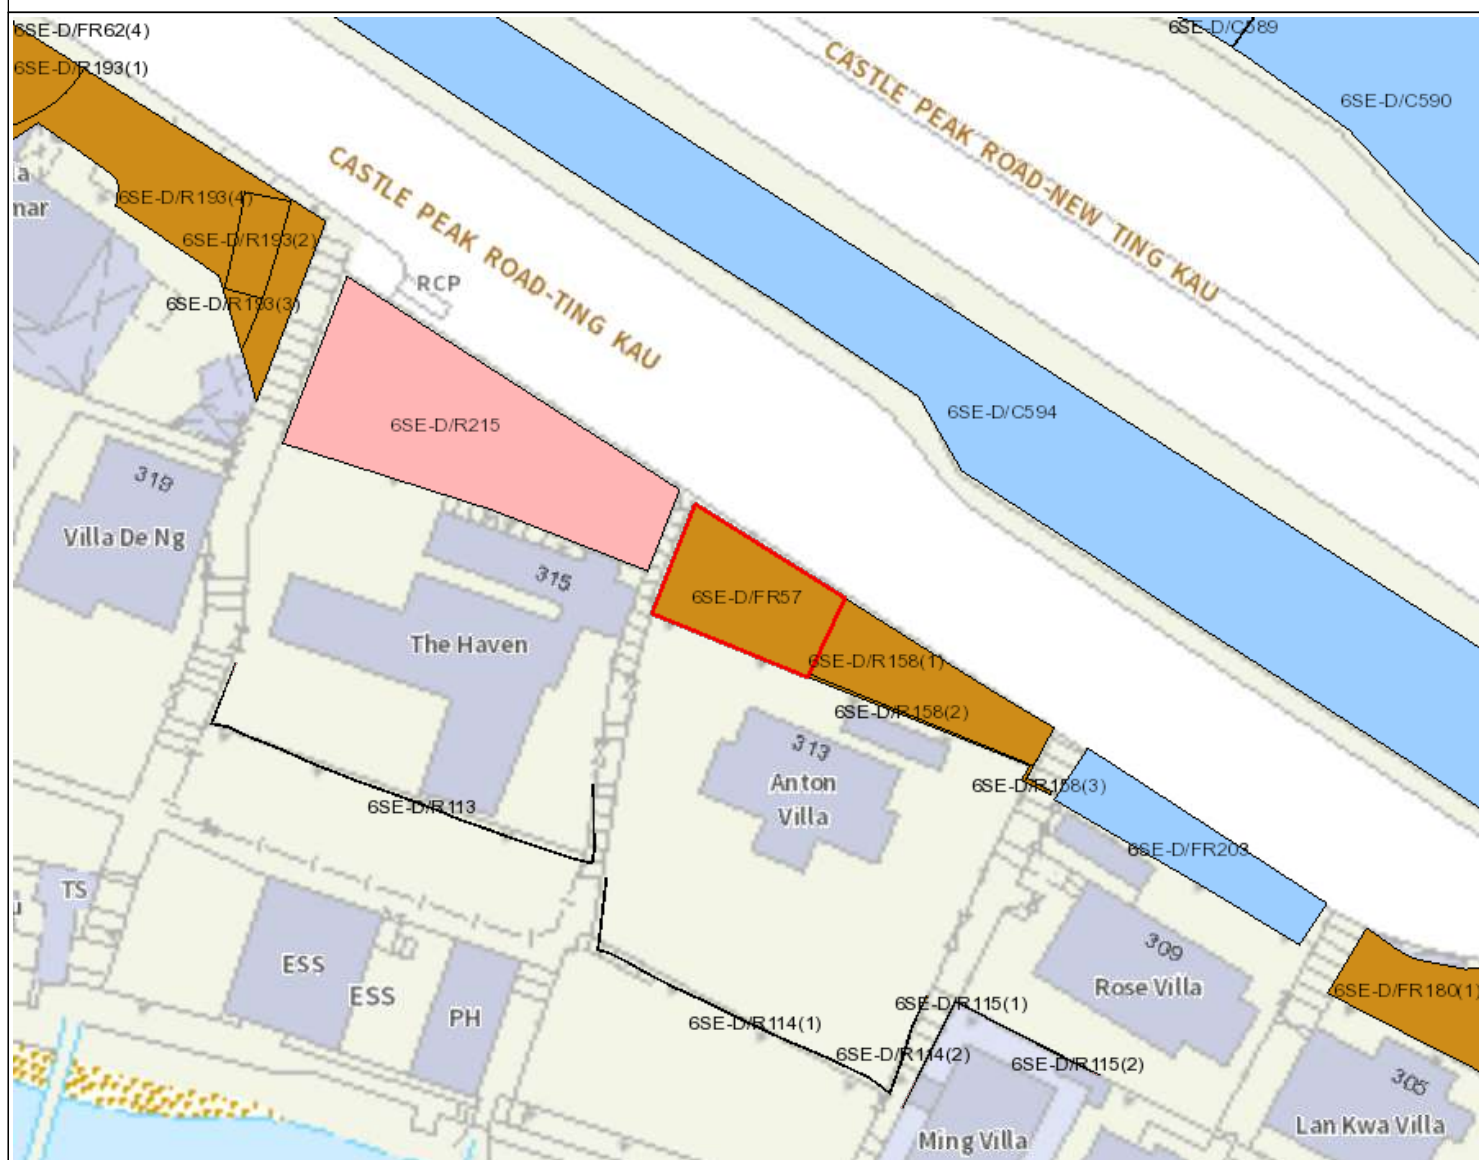 6SE-D/FR62(4)
6SE-D/C589
6SE-D/R193(1)
6SE-D/C590
CASTLE PEAK ROAD-NEW TING KAU
CASTLE PEAK ROAD-TING KAU
la
mar
6SE-D/R193(4)
6SE-D/R193(2)
6SE-D/R193(3)
RCP
6SE-D/C594
6SE-D/R215
319
Villa De Ng
315
The Haven
6SE-D/FR57
6SE-D/R158(1)
6SE-D/R158(2)
313
Anton
Villa
6SE-D/R158(3)
6SE-D/R113
6SE-D/FR203
TS
u
309
Rose Villa
ESS
ESS
PH
6SE-D/FR180(1)
6SE-D/R115(1)
6SE-D/R114(1)
6SE-D/R114(2)
6SE-D/R115(2)
305
Lan Kwa Villa
Ming Villa